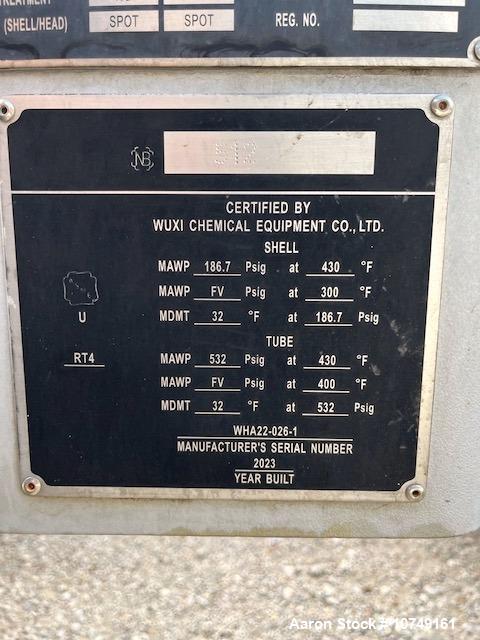 TREATMENT
(SHELL/HEAD) SPOT SPOT REG. NO.
NB 512
CERTIFIED BY
WUXI CHEMICAL EQUIPMENT CO., LTD.
SHELL
MAWP 186.7 Psig at 430 °F
MAWP FV Psig at 300 °F
MDMT 32 °F at 186.7 Psig
U
TUBE
RT4 MAWP 532 Psig at 430 °F
MAWP FV Psig at 400 °F
MDMT 32 °F at 532 Psig
WHA22-026-1
MANUFACTURER'S SERIAL NUMBER
2023
YEAR BUILT
Aaron Stock # 10749161